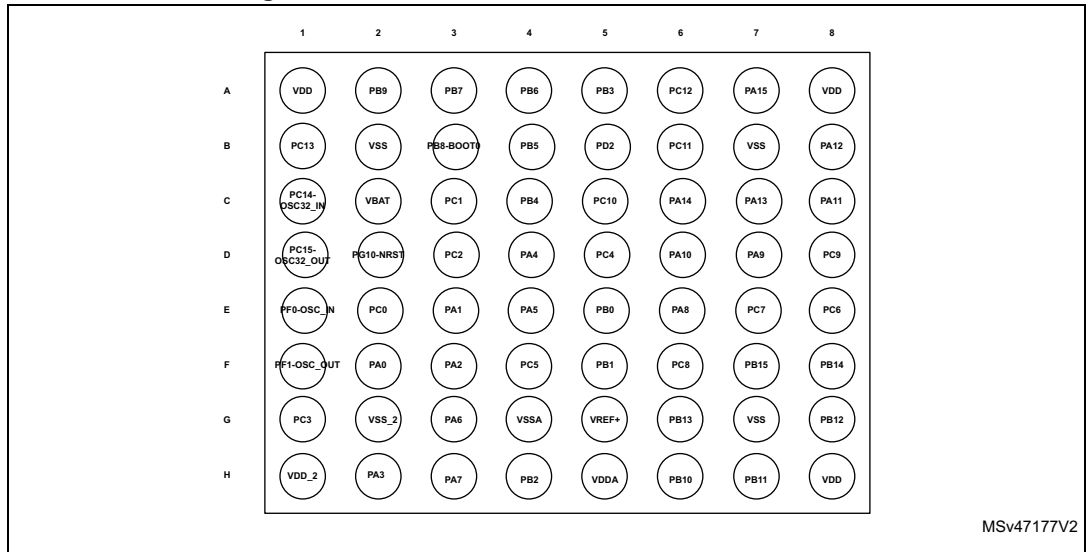 1 2 3 4 5 6 7 8
A VDD PB9 PB7 PB6 PB3 PC12 PA15 VDD
B PC13 VSS PB8-BOOT0 PB5 PD2 PC11 VSS PA12
C PC14-OSC32_IN VBAT PC1 PB4 PC10 PA14 PA13 PA11
D PC15-OSC32_OUT PG10-NRST PC2 PA4 PC4 PA10 PA9 PC9
E PF0-OSC_IN PC0 PA1 PA5 PB0 PA8 PC7 PC6
F PF1-OSC_OUT PA0 PA2 PC5 PB1 PC8 PB15 PB14
G PC3 VSS_2 PA6 VSSA VREF+ PB13 VSS PB12
H VDD_2 PA3 PA7 PB2 VDDA PB10 PB11 VDD
MSv47177V2